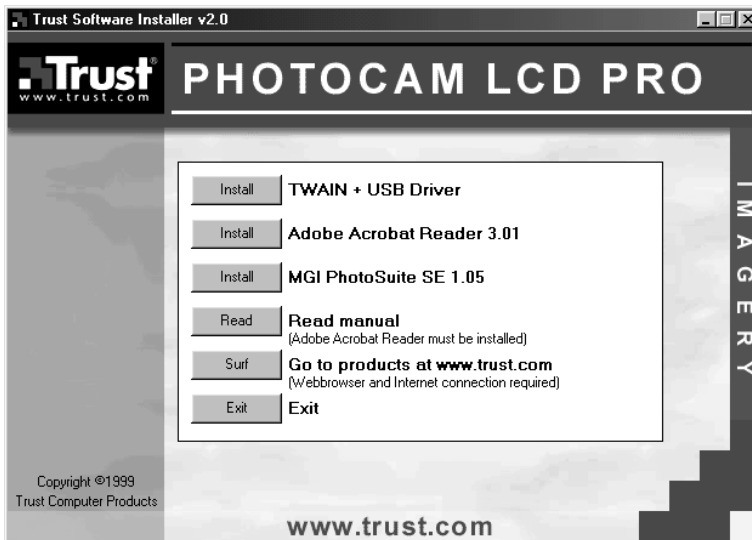 Trust Software Installer v2.0
Trust
www.trust.com
PHOTOCAM LCD PRO
Install TWAIN + USB Driver
Install Adobe Acrobat Reader 3.01
Install MGI PhotoSuite SE 1.05
Read Read manual
(Adobe Acrobat Reader must be installed)
Surf Go to products at www.trust.com
(Webbrowser and Internet connection required)
Exit Exit
IMAGERY
Copyright ©1999
Trust Computer Products
www.trust.com